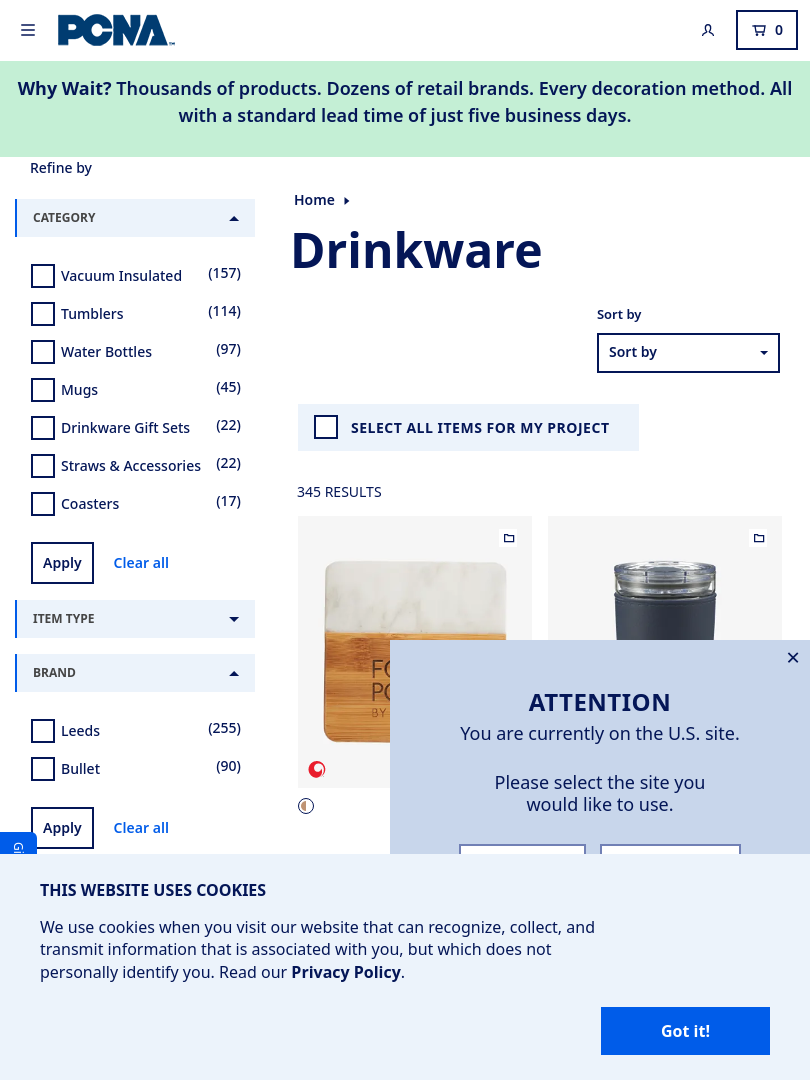 PCNA
0
Why Wait? Thousands of products. Dozens of retail brands. Every decoration method. All
with a standard lead time of just five business days.
Refine by
CATEGORY
Vacuum Insulated (157)
Tumblers (114)
Water Bottles (97)
Mugs (45)
Drinkware Gift Sets (22)
Straws & Accessories (22)
Coasters (17)
Apply Clear all
ITEM TYPE
BRAND
Leeds (255)
Bullet (90)
Apply Clear all
Home
Drinkware
Sort by
Sort by
SELECT ALL ITEMS FOR MY PROJECT
345 RESULTS
BY
ATTENTION
You are currently on the U.S. site.
Please select the site you
would like to use.
THIS WEBSITE USES COOKIES
We use cookies when you visit our website that can recognize, collect, and
transmit information that is associated with you, but which does not
personally identify you. Read our Privacy Policy.
Got it!